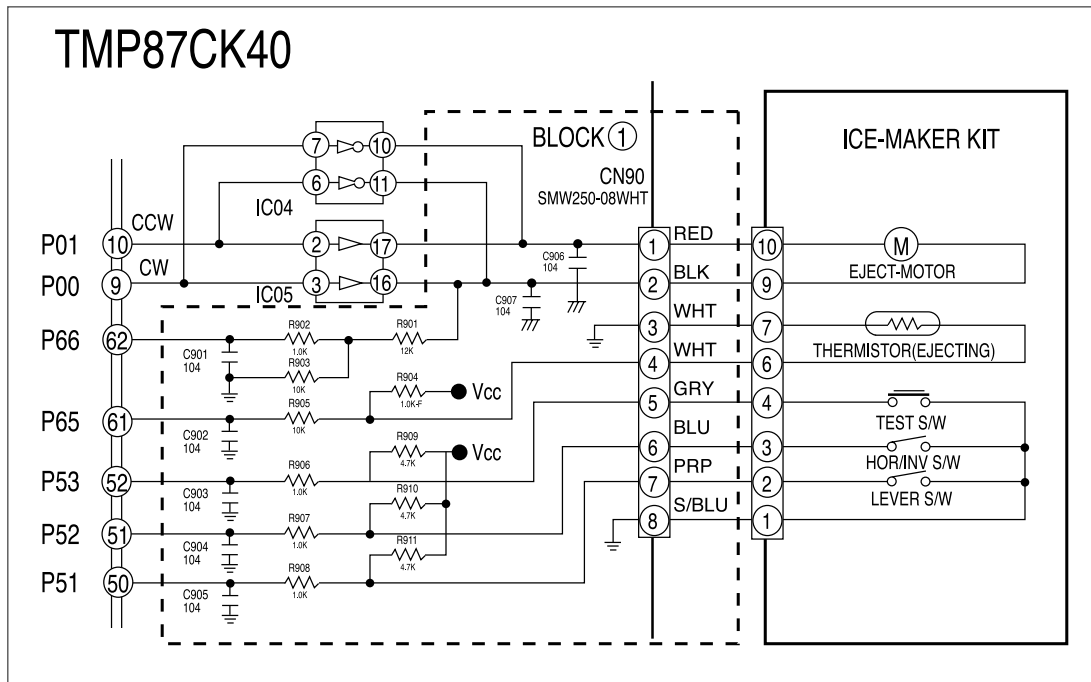 TMP87CK40
BLOCK 1
ICE-MAKER KIT
CN90
SMW250-08WHT
7 10
6 11
IC04
P01 10 CCW 2 17
C906
104
1 RED 10 M
EJECT-MOTOR
P00 9 CW 3 16
IC05
C907
104
2 BLK 9
3 WHT 7
THERMISTOR(EJECTING)
P66 62
C901
104
R902
1.0K
R901
12K
R903
10K
4 WHT 6
R904
1.0K-F
Vcc
P65 61
C902
104
R905
10K
5 GRY 4
TEST S/W
R909
4.7K
Vcc
6 BLU 3
HOR/INV S/W
P53 52
C903
104
R906
1.0K
R910
4.7K
7 PRP 2
LEVER S/W
P52 51
C904
104
R907
1.0K
R911
4.7K
8 S/BLU 1
P51 50
C905
104
R908
1.0K